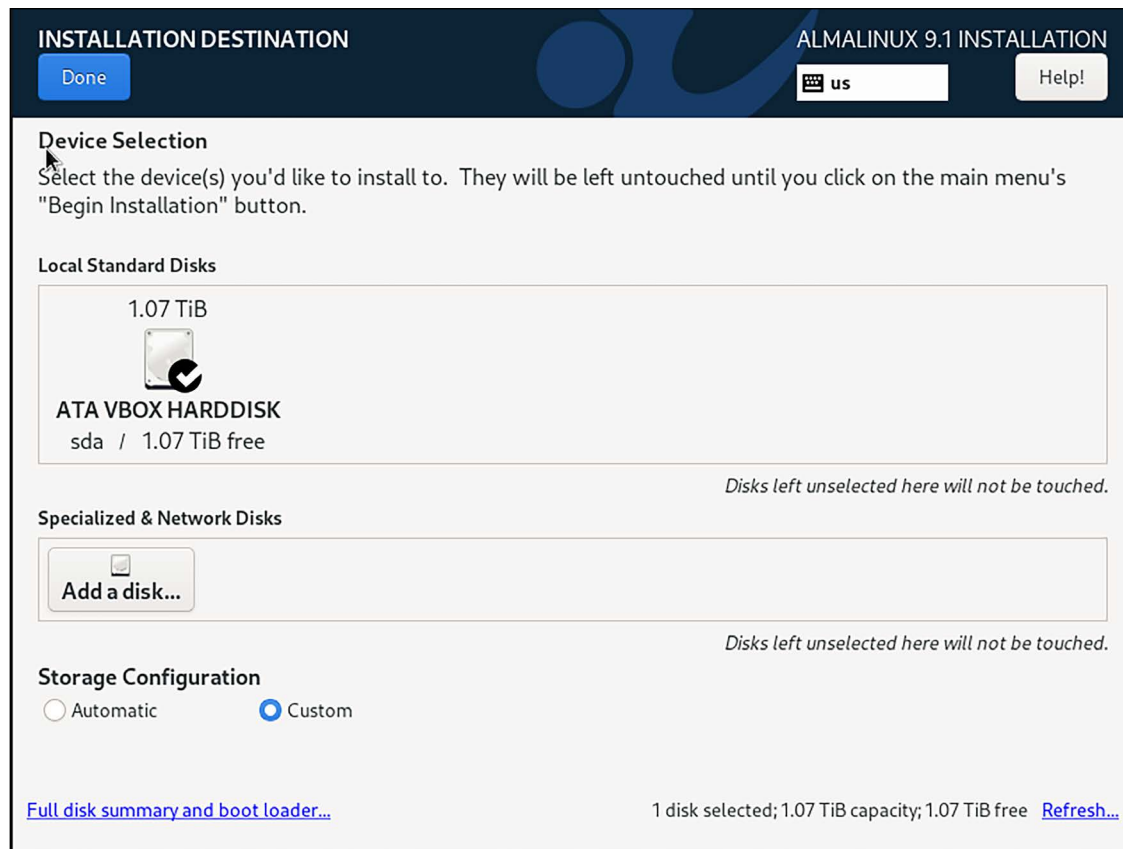 INSTALLATION DESTINATION
ALMALINUX 9.1 INSTALLATION
Done
us
Help!
Device Selection
Select the device(s) you'd like to install to.  They will be left untouched until you click on the main menu's
"Begin Installation" button.
Local Standard Disks
1.07 TiB
ATA VBOX HARDDISK
sda / 1.07 TiB free
Disks left unselected here will not be touched.
Specialized & Network Disks
Add a disk...
Disks left unselected here will not be touched.
Storage Configuration
Automatic
Custom
Full disk summary and boot loader...
1 disk selected; 1.07 TiB capacity; 1.07 TiB free
Refresh...